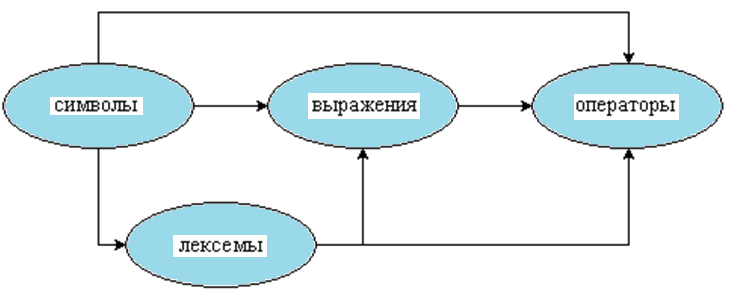 символы
выражения
операторы
лексемы